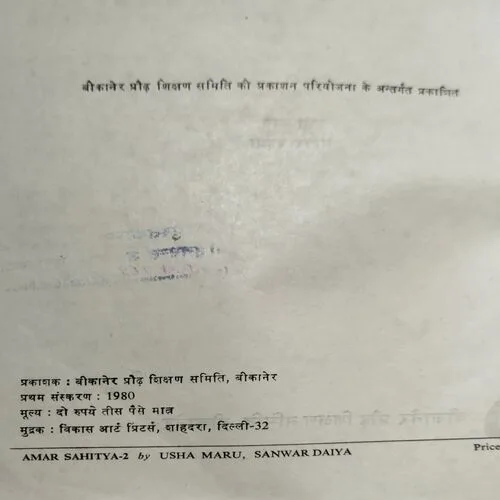 बीकानेर प्रौढ़ शिक्षण समिति की प्रकाशन परियोजना के अन्तर्गत प्रकाशित
प्रकाशक : बीकानेर प्रौढ़ शिक्षण समिति, बीकानेर
प्रथम संस्करण : 1980
मूल्य : दो रुपये तीस पैसे मात्र
मुद्रक : विकास आर्ट प्रिंटर्स, शाहदरा, दिल्ली-32
AMAR SAHITYA-2 by USHA MARU, SANWAR DAIYA Price